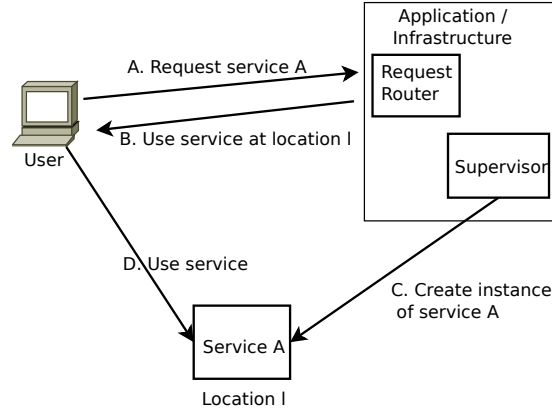 Application /
Infrastructure
A. Request service A
Request
Router
B. Use service at location l
User
Supervisor
D. Use service
C. Create instance
of service A
Service A
Location l